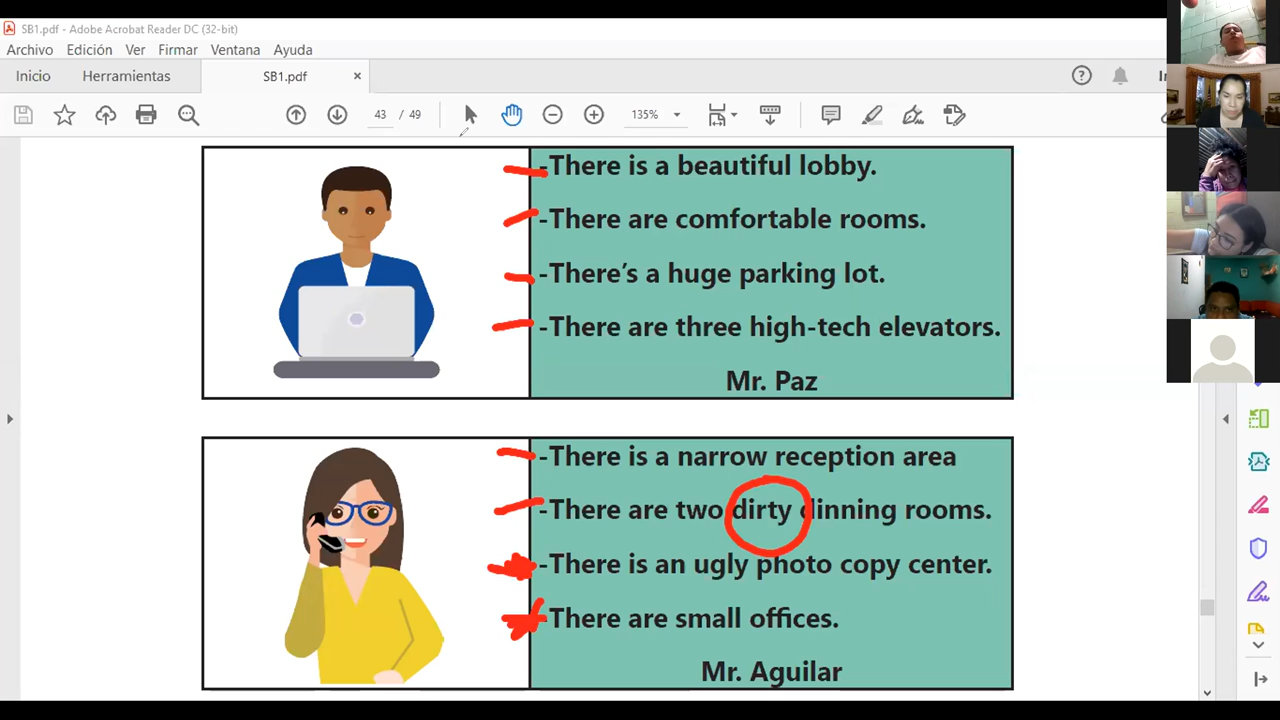 SB1.pdf - Adobe Acrobat Reader DC (32-bit)
Archivo Edición Ver Firmar Ventana Ayuda
Inicio Herramientas SB1.pdf
43 / 49 135%
-There is a beautiful lobby.
-There are comfortable rooms.
-There's a huge parking lot.
-There are three high-tech elevators.
Mr. Paz
-There is a narrow reception area
-There are two dirty dinning rooms.
-There is an ugly photo copy center.
-There are small offices.
Mr. Aguilar